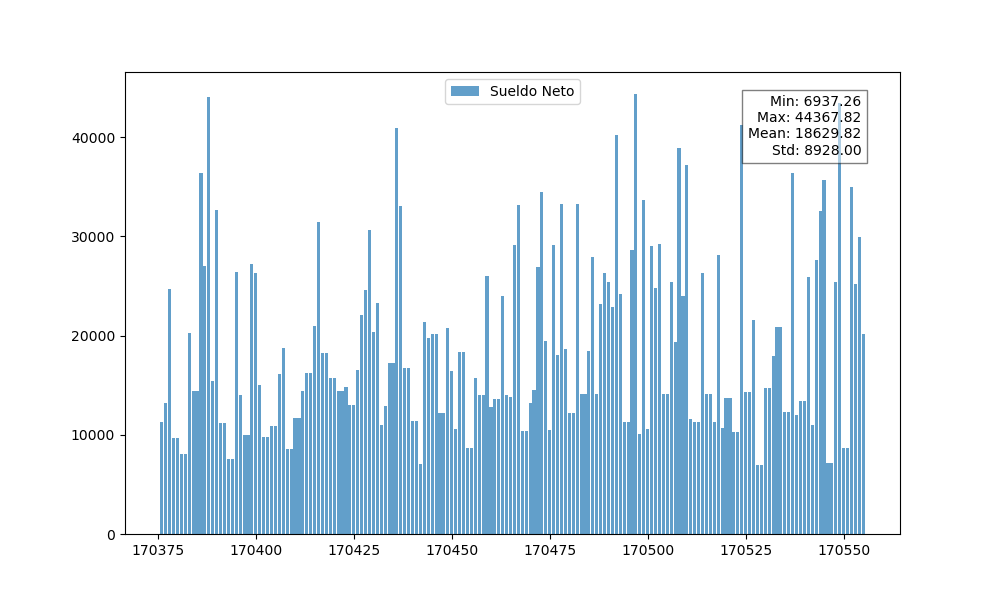 Sueldo Neto
Min: 6937.26
Max: 44367.82
Mean: 18629.82
Std: 8928.00
40000
30000
20000
10000
0
170375 170400 170425 170450 170475 170500 170525 170550